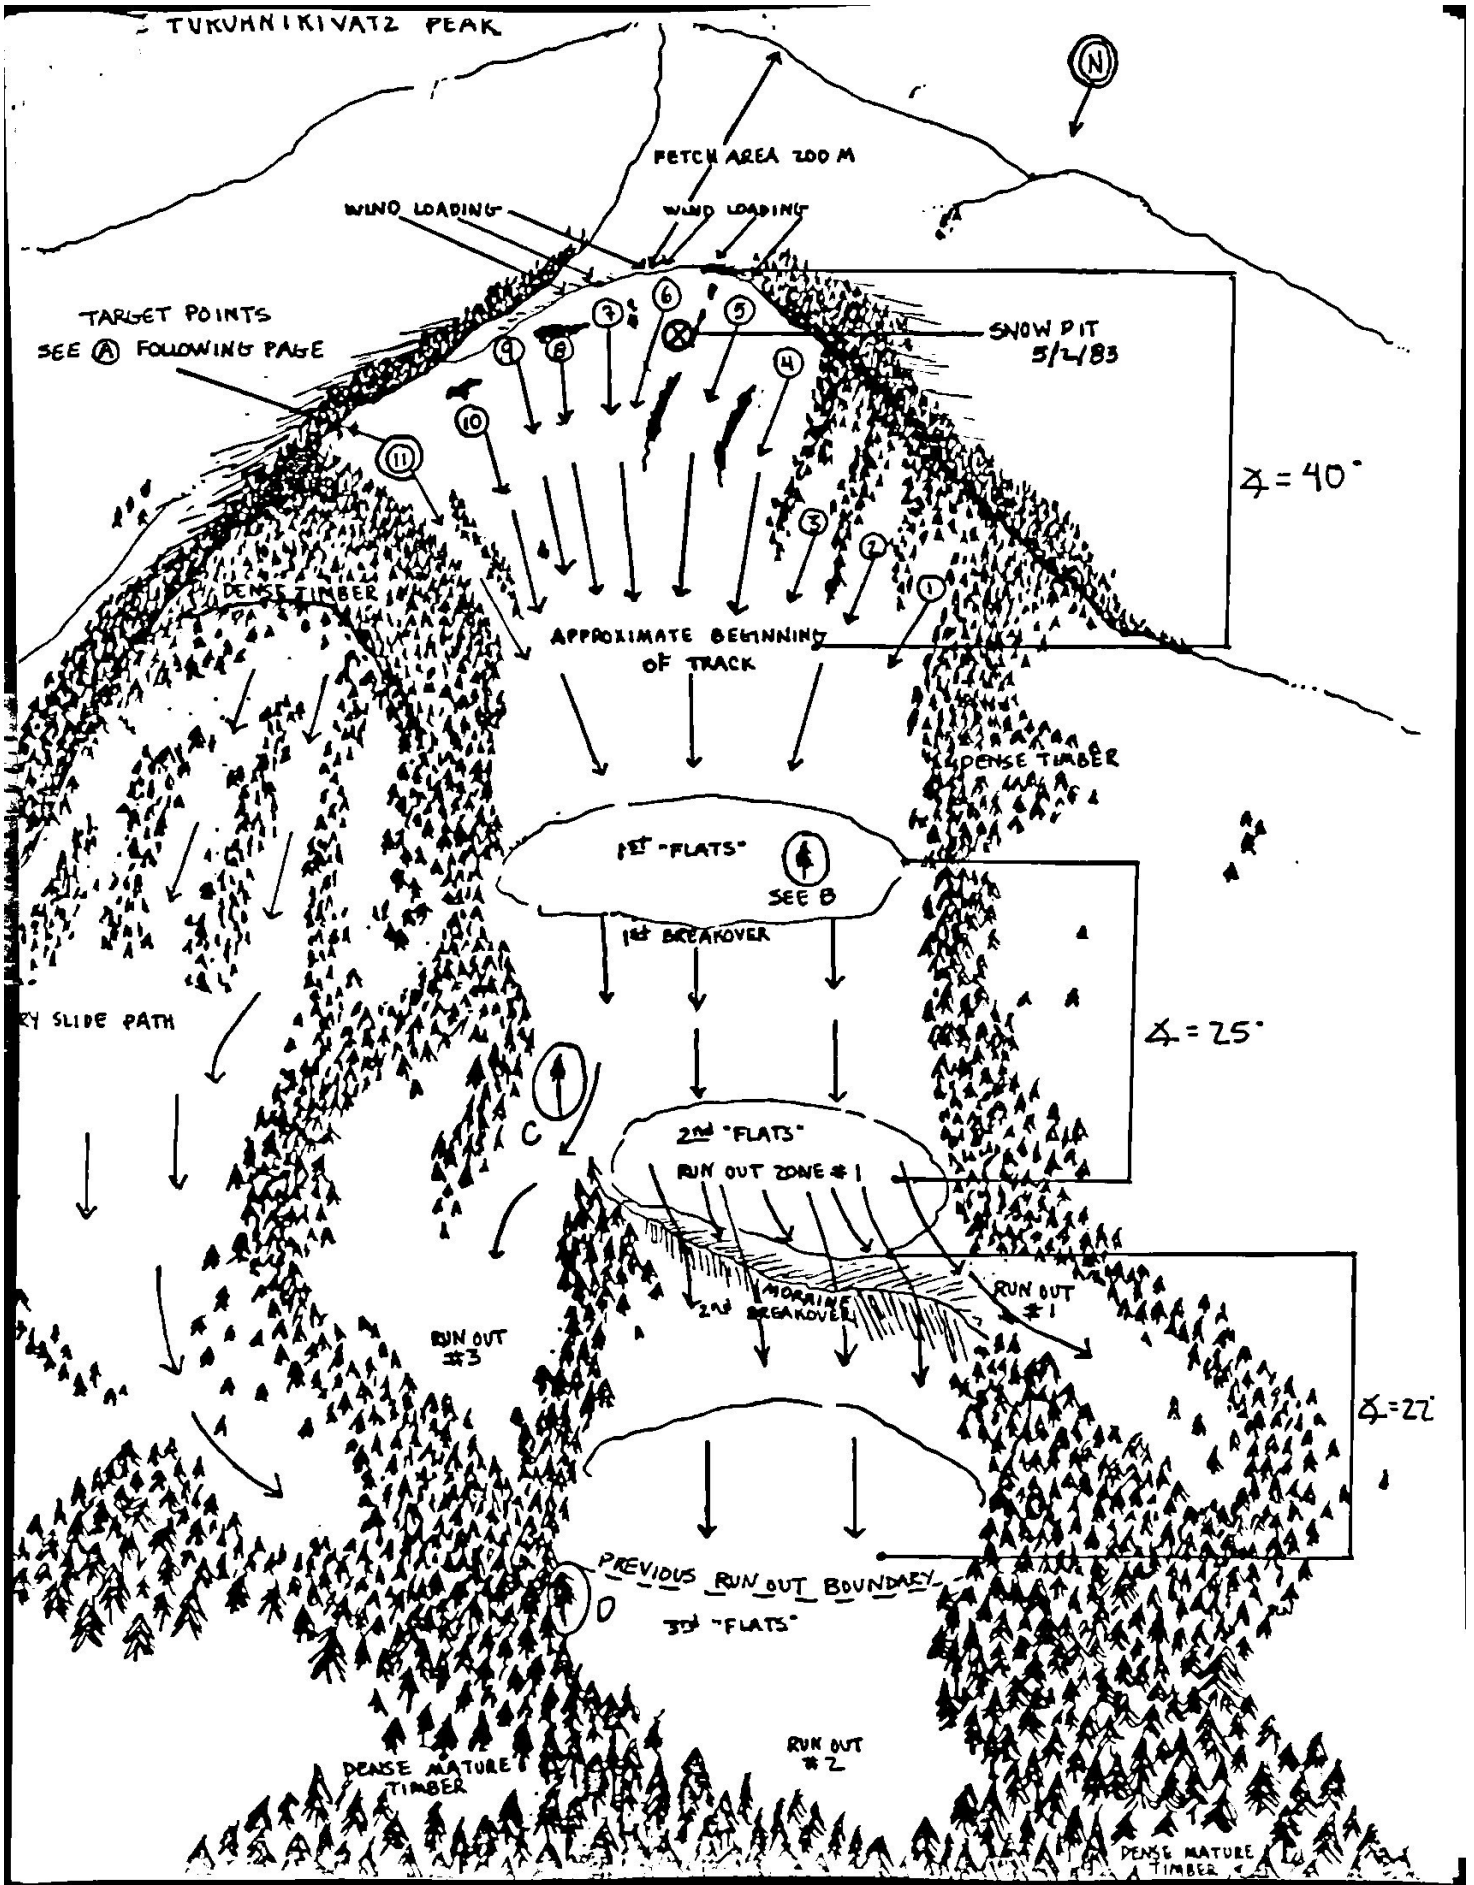 TUKUHNIKIVATZ PEAK
N
FETCH AREA 200 M
WIND LOADING
WIND LOADING
TARGET POINTS
SEE A FOLLOWING PAGE
SNOW PIT
5/2/83
7
6
5
9
8
4
10
11
∡ = 40°
3
2
1
DENSE TIMBER
APPROXIMATE BEGINNING
OF TRACK
DENSE TIMBER
1st "FLATS"
SEE B
1st BREAKOVER
RY SLIDE PATH
∡ = 25°
C
2nd "FLATS"
RUN OUT ZONE #1
MORAINE
2nd BREAKOVER
RUN OUT
#1
RUN OUT
#3
∡ = 22°
PREVIOUS RUN OUT BOUNDARY
D
3rd "FLATS"
RUN OUT
#2
DENSE MATURE
TIMBER
DENSE MATURE
TIMBER